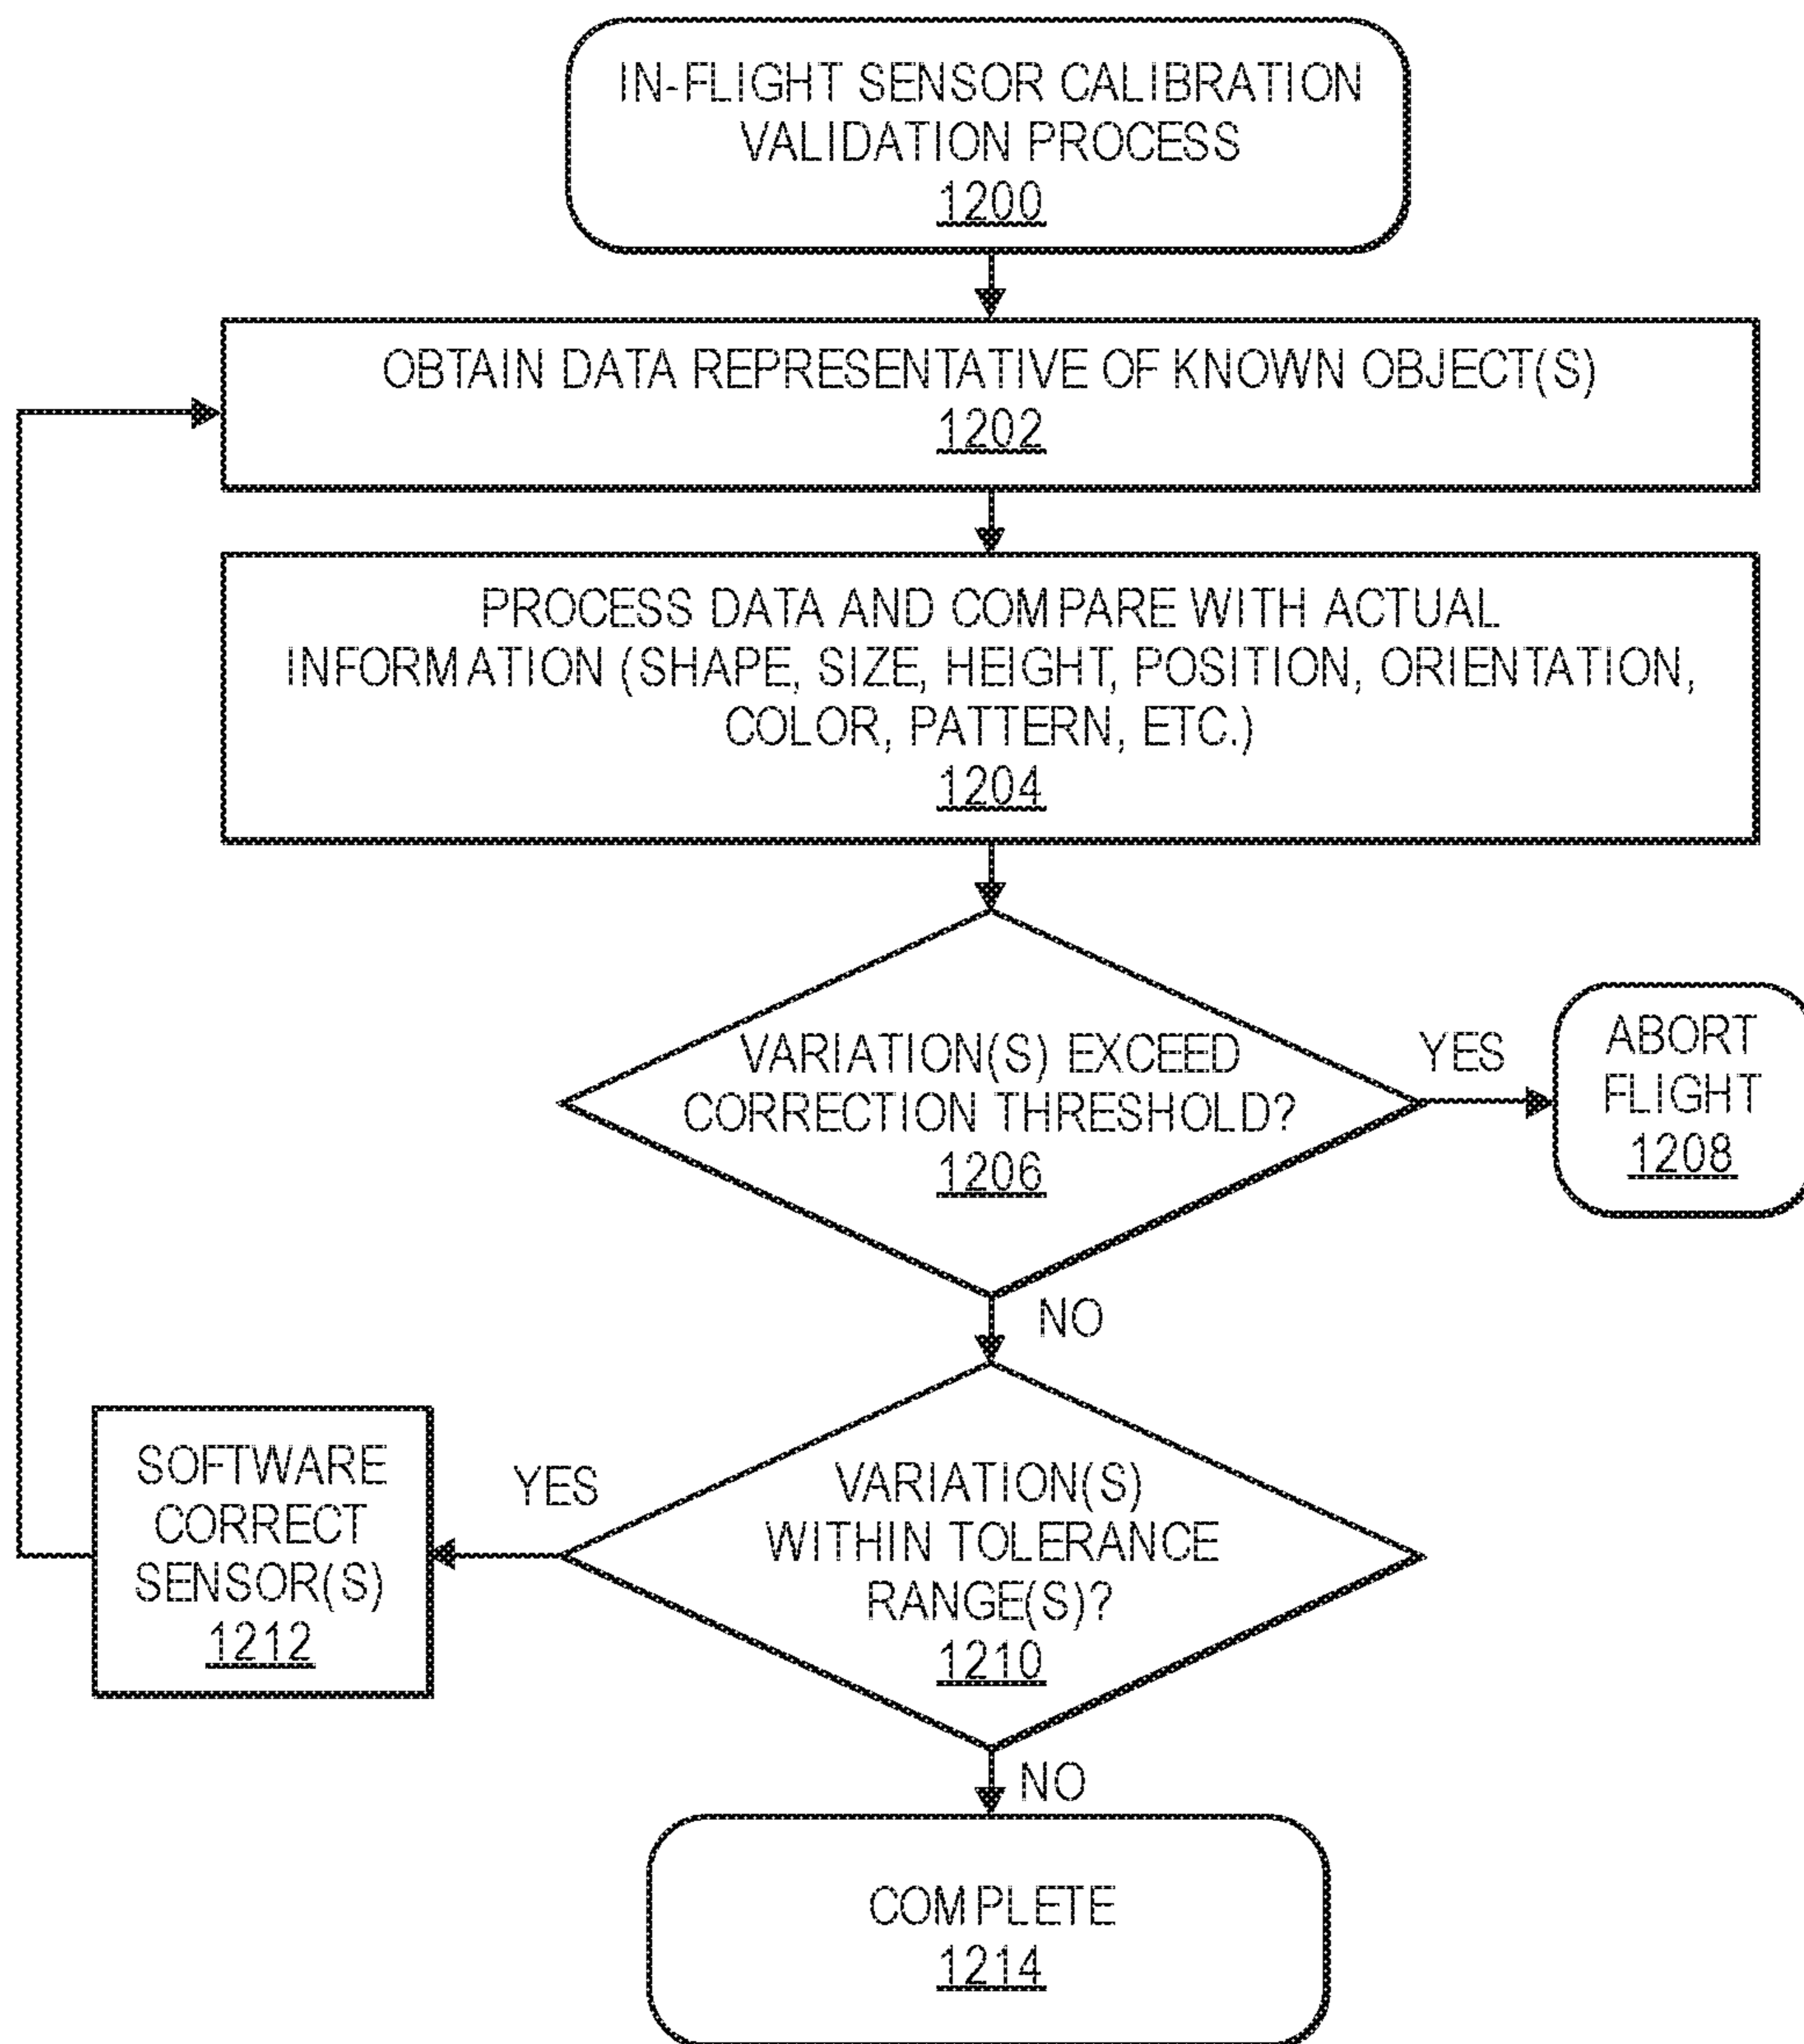 IN-FLIGHT SENSOR CALIBRATION
VALIDATION PROCESS
1200
OBTAIN DATA REPRESENTATIVE OF KNOWN OBJECT(S)
1202
PROCESS DATA AND COMPARE WITH ACTUAL
INFORMATION (SHAPE, SIZE, HEIGHT, POSITION, ORIENTATION,
COLOR, PATTERN, ETC.)
1204
VARIATION(S) EXCEED
CORRECTION THRESHOLD?
1206
YES
ABORT
FLIGHT
1208
NO
VARIATION(S)
WITHIN TOLERANCE
RANGE(S)?
1210
YES
SOFTWARE
CORRECT
SENSOR(S)
1212
NO
COMPLETE
1214